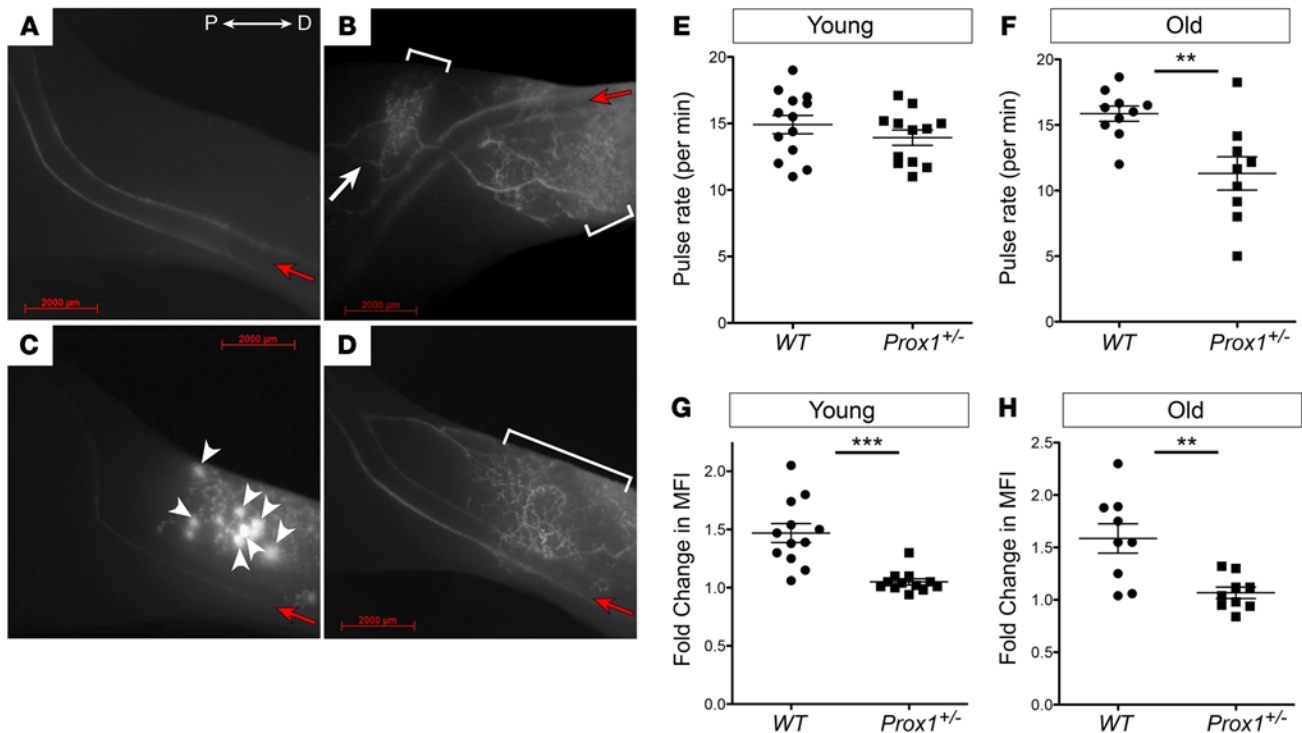 A
P D
2000 µm
B
2000 µm
C
2000 µm
D
2000 µm
E
Young
Pulse rate (per min)
20
15
10
5
0
WT
Prox1+/-
F
Old
**
Pulse rate (per min)
20
15
10
5
0
WT
Prox1+/-
G
Young
***
Fold Change in MFI
2.0
1.5
1.0
0.5
0.0
WT
Prox1+/-
H
Old
**
Fold Change in MFI
2.5
2.0
1.5
1.0
0.5
0.0
WT
Prox1+/-